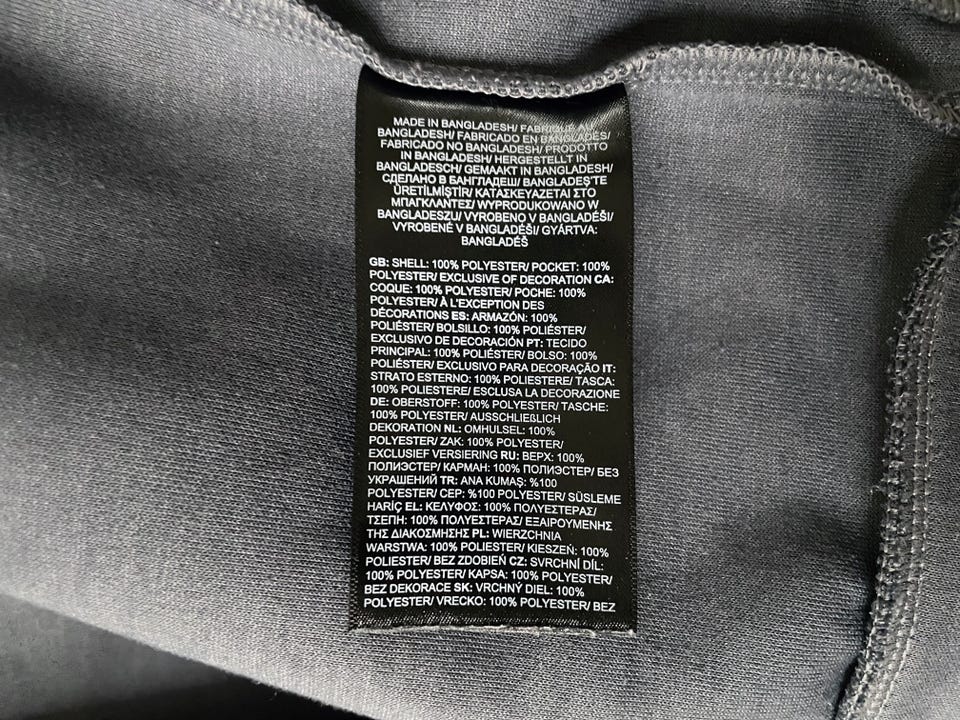 MADE IN BANGLADESH/ FABRIQUÉ AU
BANGLADESH/ FABRICADO EN BANGLADÉS/
FABRICADO NO BANGLADESH/ PRODOTTO
IN BANGLADESH/ HERGESTELLT IN
BANGLADESCH/ GEMAAKT IN BANGLADESH/
СДЕЛАНО В БАНГЛАДЕШ/ BANGLADEŞ'TE
ÜRETİLMİŞTİR/ ΚΑΤΑΣΚΕΥΑΖΕΤΑΙ ΣΤΟ
ΜΠΑΓΚΛΑΝΤΕΣ/ WYPRODUKOWANO W
BANGLADESZU/ VYROBENO V BANGLADÉŠI/
VYROBENÉ V BANGLADÉŠI/ GYÁRTVA:
BANGLADÉŠ
GB: SHELL: 100% POLYESTER/ POCKET: 100%
POLYESTER/ EXCLUSIVE OF DECORATION CA:
COQUE: 100% POLYESTER/ POCHE: 100%
POLYESTER/ À L'EXCEPTION DES
DÉCORATIONS ES: ARMAZÓN: 100%
POLIÉSTER/ BOLSILLO: 100% POLIÉSTER/
EXCLUSIVO DE DECORACIÓN PT: TECIDO
PRINCIPAL: 100% POLIÉSTER/ BOLSO: 100%
POLIÉSTER/ EXCLUSIVO PARA DECORAÇÃO IT:
STRATO ESTERNO: 100% POLIESTERE/ TASCA:
100% POLIESTERE/ ESCLUSA LA DECORAZIONE
DE: OBERSTOFF: 100% POLYESTER/ TASCHE:
100% POLYESTER/ AUSSCHLIEßLICH
DEKORATION NL: OMHULSEL: 100%
POLYESTER/ ZAK: 100% POLYESTER/
EXCLUSIEF VERSIERING RU: ВЕРХ: 100%
ПОЛИЭСТЕР/ КАРМАН: 100% ПОЛИЭСТЕР/ БЕЗ
УКРАШЕНИЙ TR: ANA KUMAŞ: %100
POLYESTER/ CEP: %100 POLYESTER/ SÜSLEME
HARİÇ EL: ΚΕΛΥΦΟΣ: 100% ΠΟΛΥΕΣΤΕΡΑΣ/
ΤΣΕΠΗ: 100% ΠΟΛΥΕΣΤΕΡΑΣ/ ΕΞΑΙΡΟΥΜΕΝΗΣ
ΤΗΣ ΔΙΑΚΟΣΜΗΣΗΣ PL: WIERZCHNIA
WARSTWA: 100% POLIESTER/ KIESZEŃ: 100%
POLIESTER/ BEZ ZDOBIEŃ CZ: SVRCHNÍ DÍL:
100% POLYESTER/ KAPSA: 100% POLYESTER/
BEZ DEKORACE SK: VRCHNÝ DIEL: 100%
POLYESTER/ VRECKO: 100% POLYESTER/ BEZ